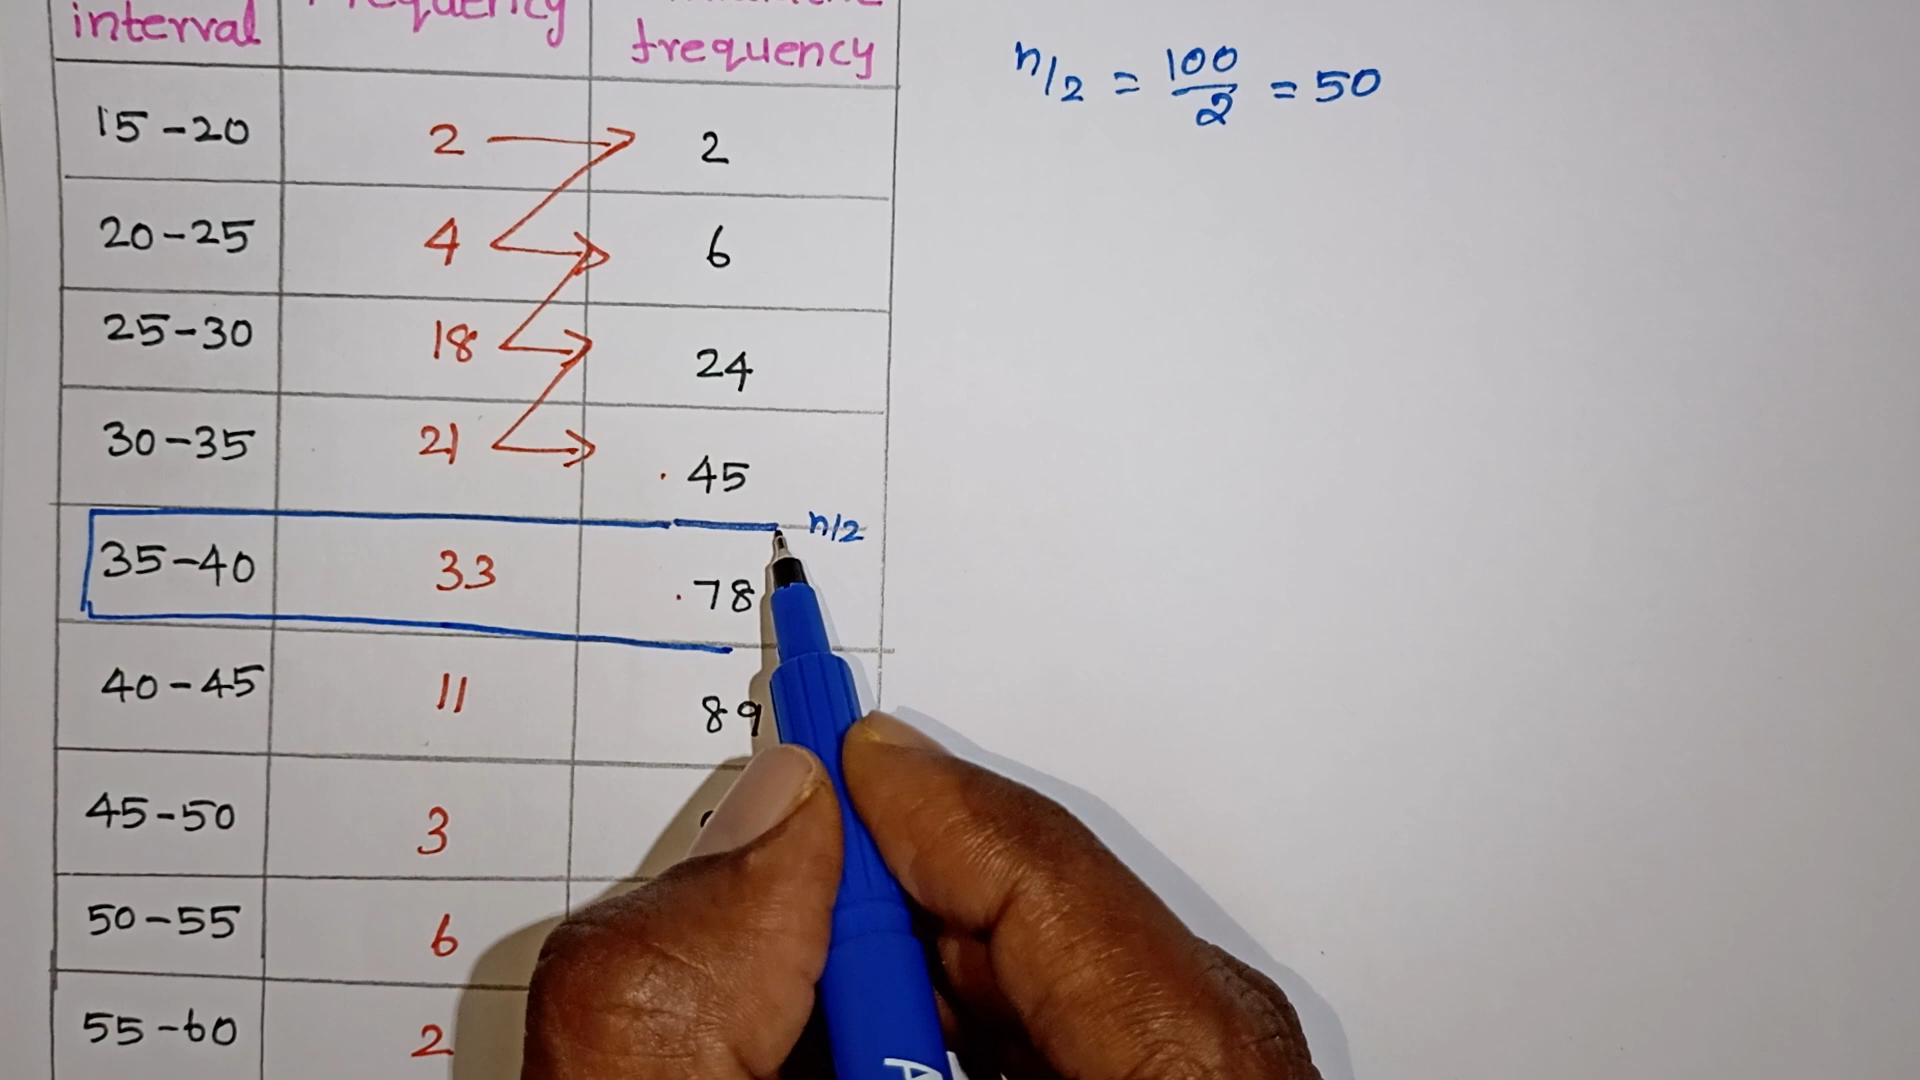 interval Frequency
frequency
n/2 = 100/2 = 50
15-20 2 2
20-25 4 6
25-30 18 24
30-35 21 45
n/2
35-40 33 78
40-45 11 89
45-50 3
50-55 6
55-60 2
A